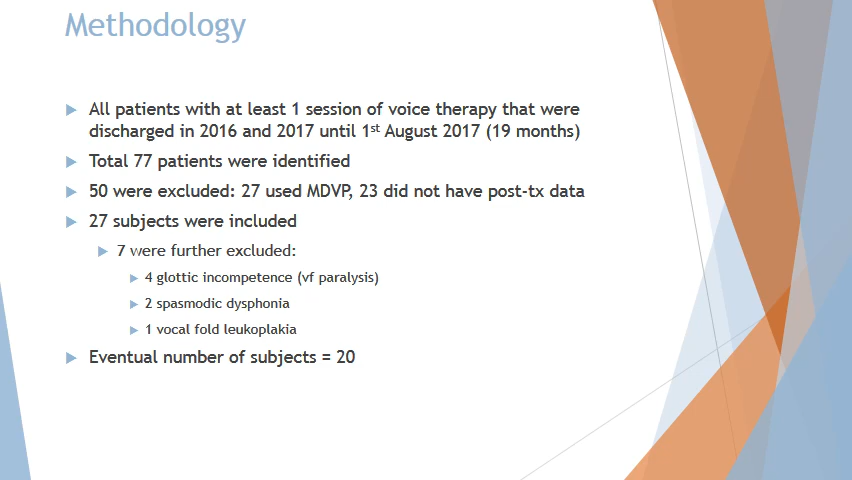 Methodology
All patients with at least 1 session of voice therapy that were
discharged in 2016 and 2017 until 1st August 2017 (19 months)
Total 77 patients were identified
50 were excluded: 27 used MDVP, 23 did not have post-tx data
27 subjects were included
7 were further excluded:
4 glottic incompetence (vf paralysis)
2 spasmodic dysphonia
1 vocal fold leukoplakia
Eventual number of subjects = 20